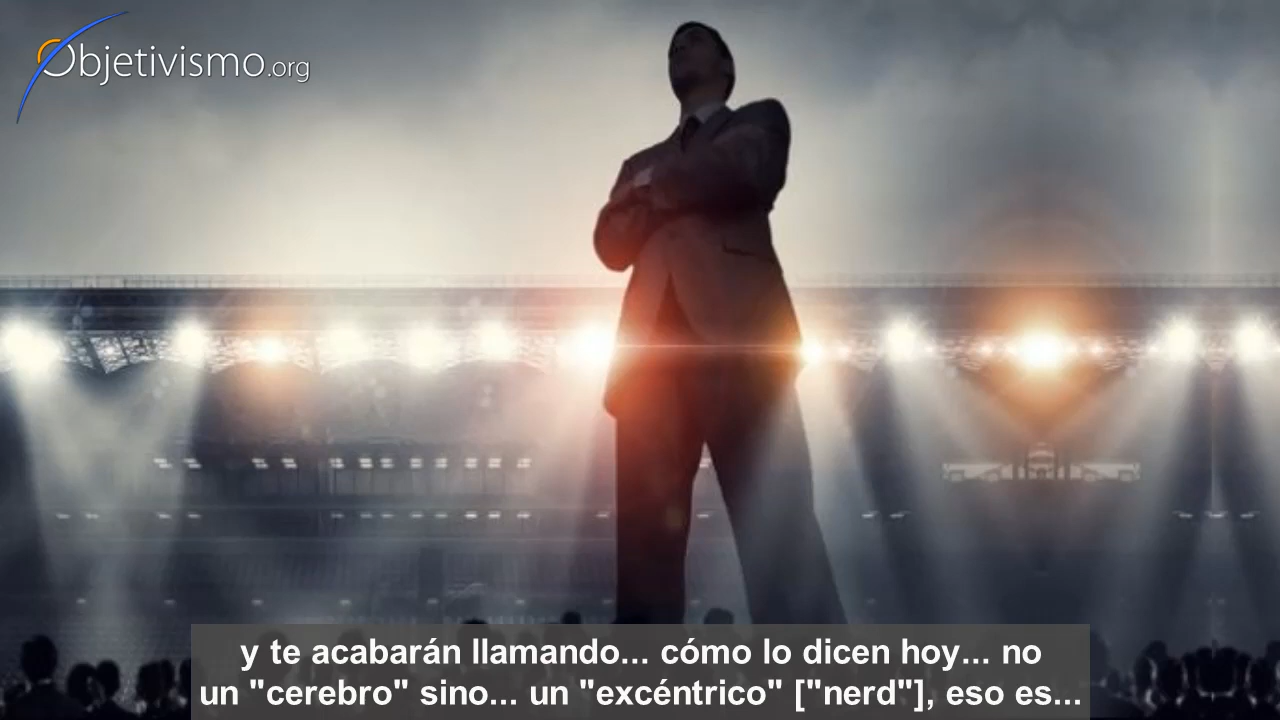 Objetivismo.org
y te acabarán llamando... cómo lo dicen hoy... no
un "cerebro" sino... un "excéntrico" ["nerd"], eso es...